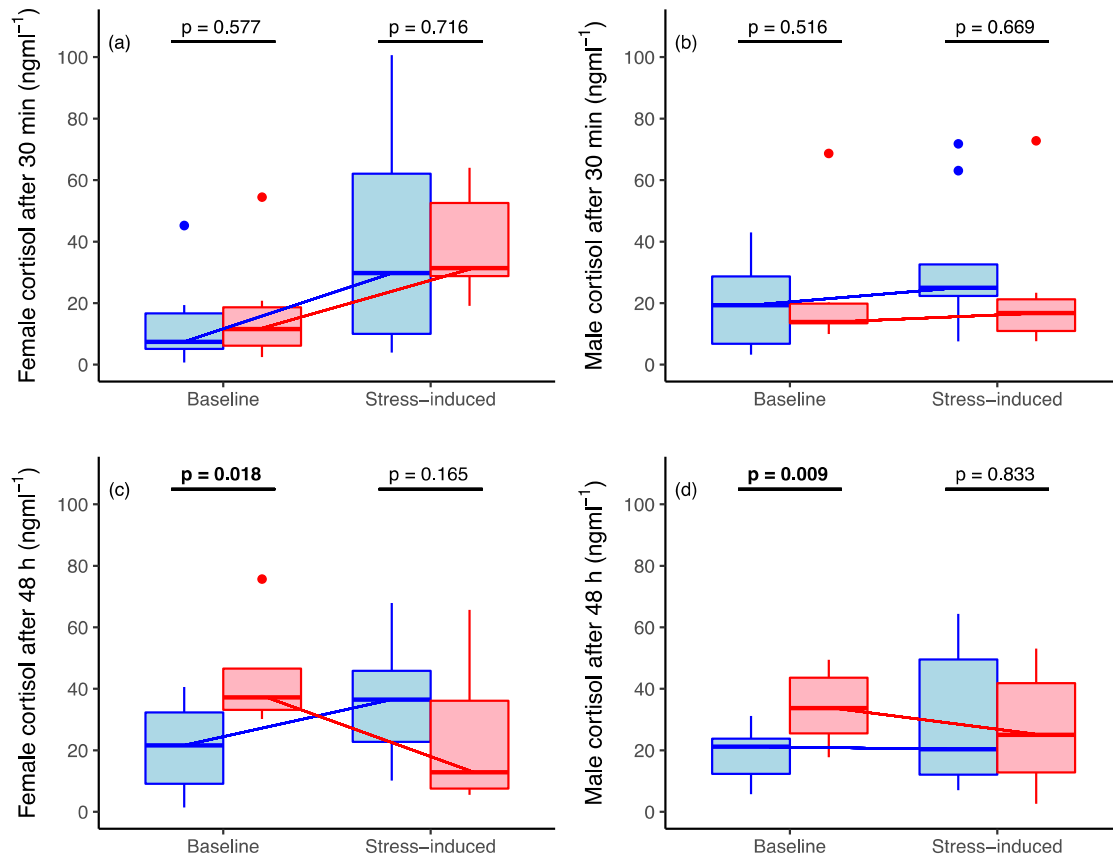 (a)
p = 0.577
p = 0.716
Female cortisol after 30 min (ngml⁻¹)
100
80
60
40
20
0
Baseline
Stress−induced
(b)
p = 0.516
p = 0.669
Male cortisol after 30 min (ngml⁻¹)
100
80
60
40
20
0
Baseline
Stress−induced
(c)
p = 0.018
p = 0.165
Female cortisol after 48 h (ngml⁻¹)
100
80
60
40
20
0
Baseline
Stress−induced
(d)
p = 0.009
p = 0.833
Male cortisol after 48 h (ngml⁻¹)
100
80
60
40
20
0
Baseline
Stress−induced